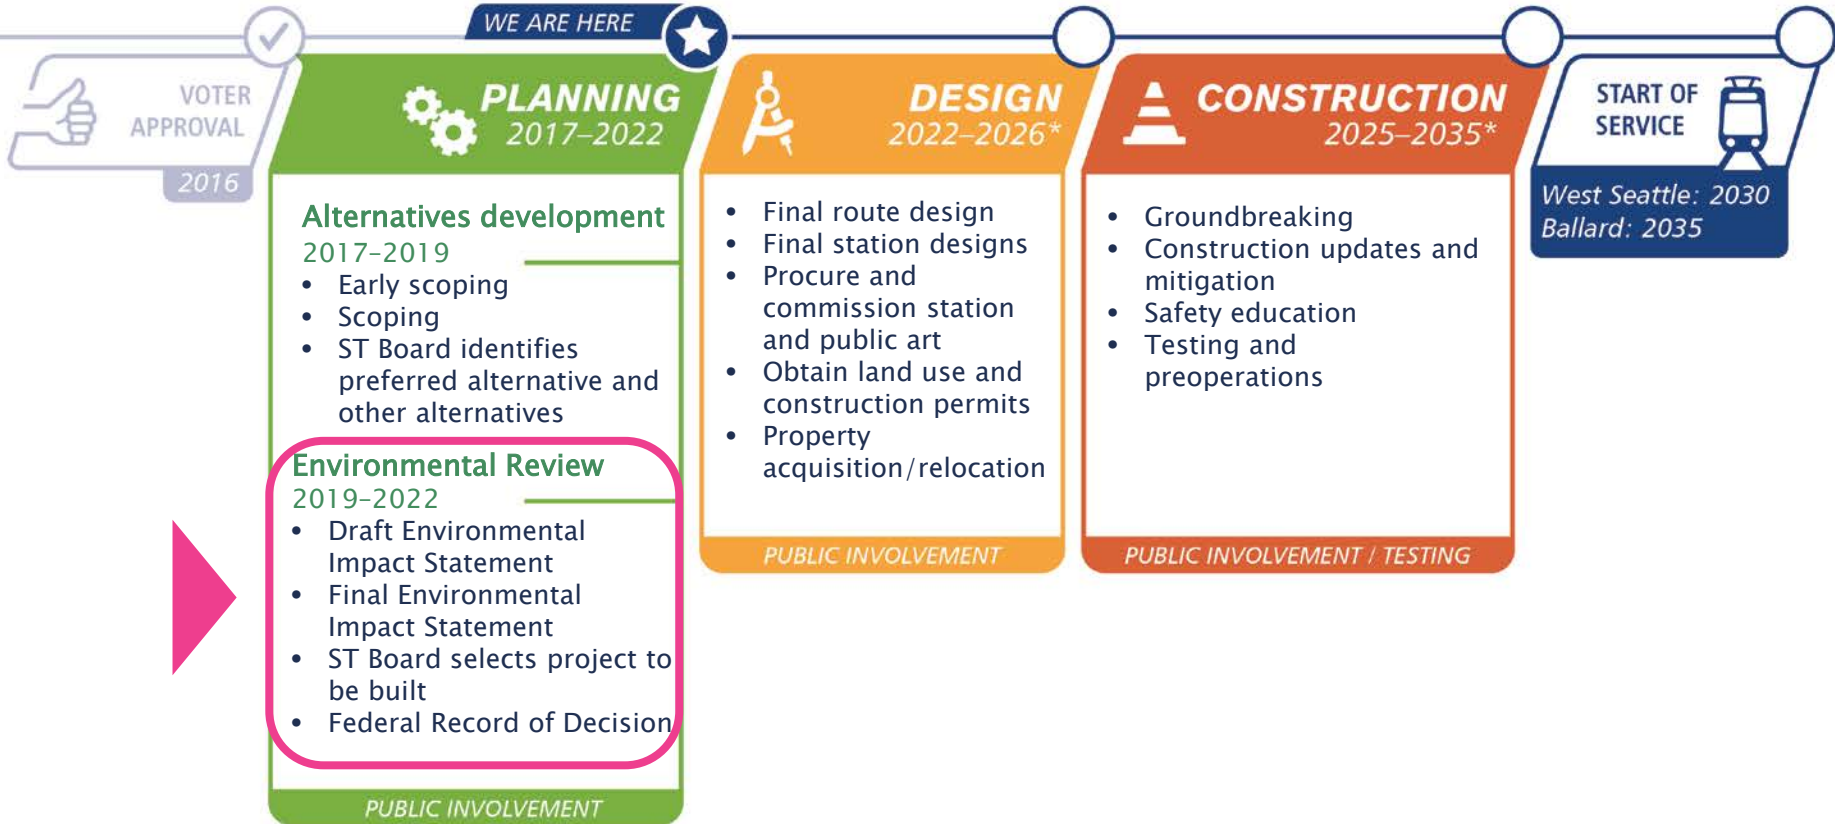 WE ARE HERE
VOTER
APPROVAL
2016
PLANNING
2017–2022
Alternatives development
2017–2019
• Early scoping
• Scoping
• ST Board identifies
preferred alternative and
other alternatives
Environmental Review
2019–2022
• Draft Environmental
Impact Statement
• Final Environmental
Impact Statement
• ST Board selects project to
be built
• Federal Record of Decision
PUBLIC INVOLVEMENT
DESIGN
2022–2026*
• Final route design
• Final station designs
• Procure and
commission station
and public art
• Obtain land use and
construction permits
• Property
acquisition/relocation
PUBLIC INVOLVEMENT
CONSTRUCTION
2025–2035*
• Groundbreaking
• Construction updates and
mitigation
• Safety education
• Testing and
preoperations
PUBLIC INVOLVEMENT / TESTING
START OF
SERVICE
West Seattle: 2030
Ballard: 2035